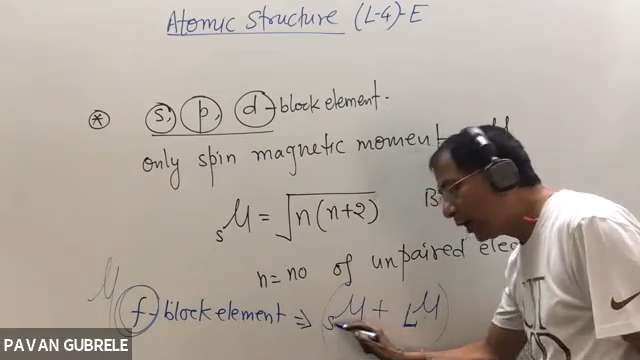 Atomic Structure (L-4)-E
* s, p, d-block element.
only spin magnetic moment
sμ = √n(n+2) B
n = no of unpaired elec
μ f-block element ⇒ (sμ + Lμ)
PAVAN GUBRELE